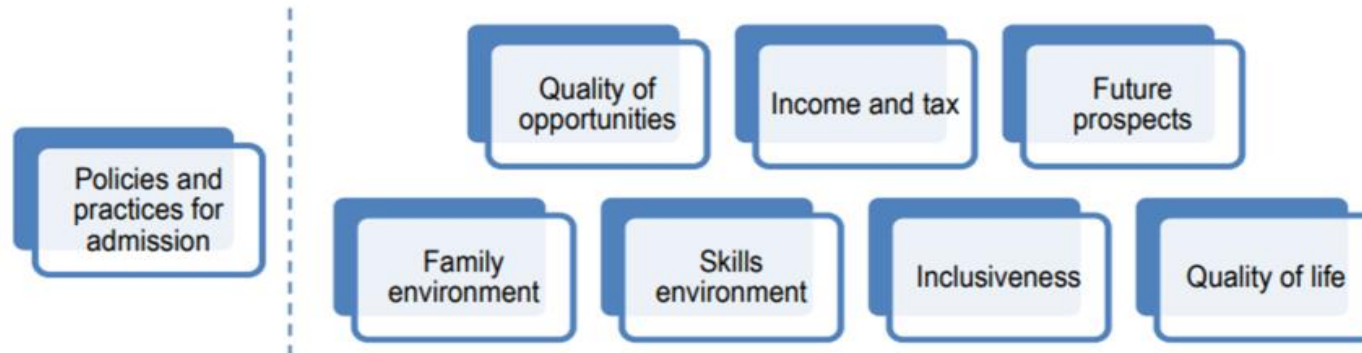 Policies and
practices for
admission
Quality of
opportunities
Income and tax
Future
prospects
Family
environment
Skills
environment
Inclusiveness
Quality of life